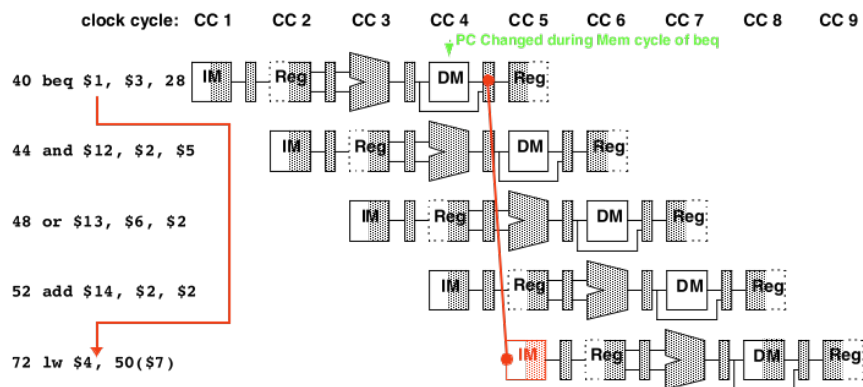 clock cycle: CC 1 CC 2 CC 3 CC 4 CC 5 CC 6 CC 7 CC 8 CC 9
PC Changed during Mem cycle of beq
40 beq $1, $3, 28 IM Reg DM Reg
44 and $12, $2, $5 IM Reg DM Reg
48 or $13, $6, $2 IM Reg DM Reg
52 add $14, $2, $2 IM Reg DM Reg
72 lw $4, 50($7) IM Reg DM Reg